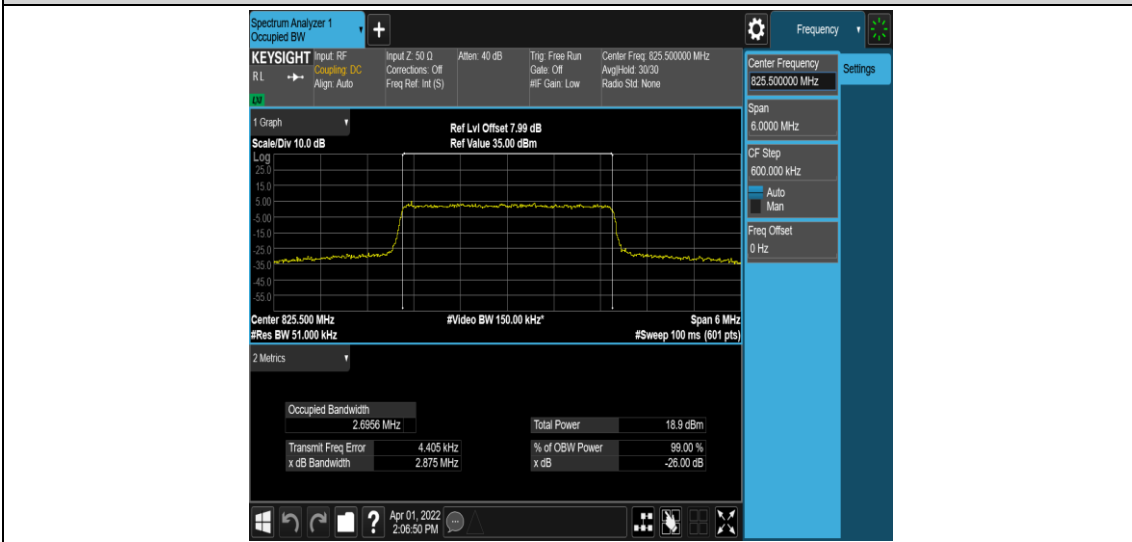 Spectrum Analyzer 1
Occupied BW
Frequency
KEYSIGHT
R L
LXI
Input: RF
Coupling: DC
Align: Auto
Input Z: 50 Ω
Corrections: Off
Freq Ref: Int (S)
Atten: 40 dB
Trig: Free Run
Gate: Off
#IF Gain: Low
Center Freq: 825.500000 MHz
Avg|Hold: 30/30
Radio Std: None
Center Frequency
825.500000 MHz
Settings
Span
6.0000 MHz
CF Step
600.000 kHz
Auto
Man
Freq Offset
0 Hz
1 Graph
Scale/Div 10.0 dB
Ref Lvl Offset 7.99 dB
Ref Value 35.00 dBm
Log
25.0
15.0
5.00
-5.00
-15.0
-25.0
-35.0
-45.0
-55.0
Center 825.500 MHz
#Video BW 150.00 kHz*
Span 6 MHz
#Res BW 51.000 kHz
#Sweep 100 ms (601 pts)
2 Metrics
Occupied Bandwidth
2.6956 MHz
Total Power 18.9 dBm
Transmit Freq Error 4.405 kHz
% of OBW Power 99.00 %
x dB Bandwidth 2.875 MHz
x dB -26.00 dB
Apr 01, 2022
2:06:50 PM